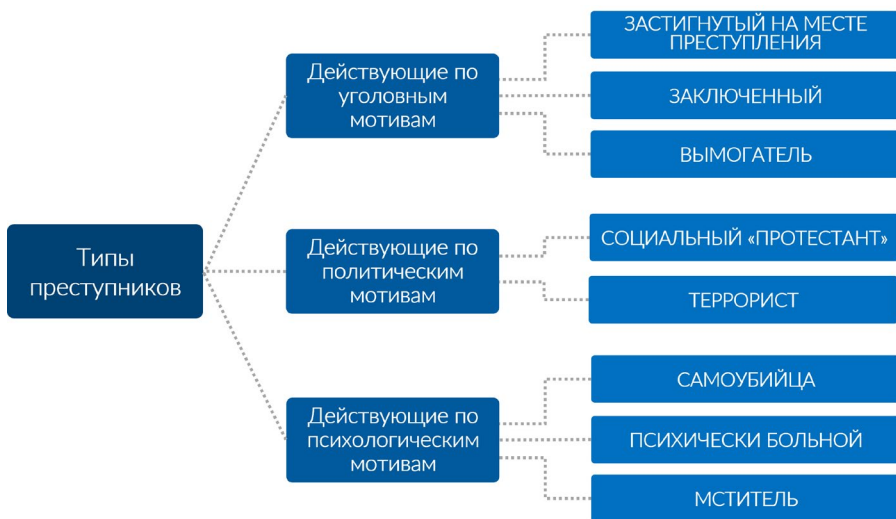 Типы
преступников
Действующие по
уголовным
мотивам
ЗАСТИГНУТЫЙ НА МЕСТЕ
ПРЕСТУПЛЕНИЯ
ЗАКЛЮЧЕННЫЙ
ВЫМОГАТЕЛЬ
Действующие по
политическим
мотивам
СОЦИАЛЬНЫЙ «ПРОТЕСТАНТ»
ТЕРРОРИСТ
Действующие по
психологическим
мотивам
САМОУБИЙЦА
ПСИХИЧЕСКИ БОЛЬНОЙ
МСТИТЕЛЬ